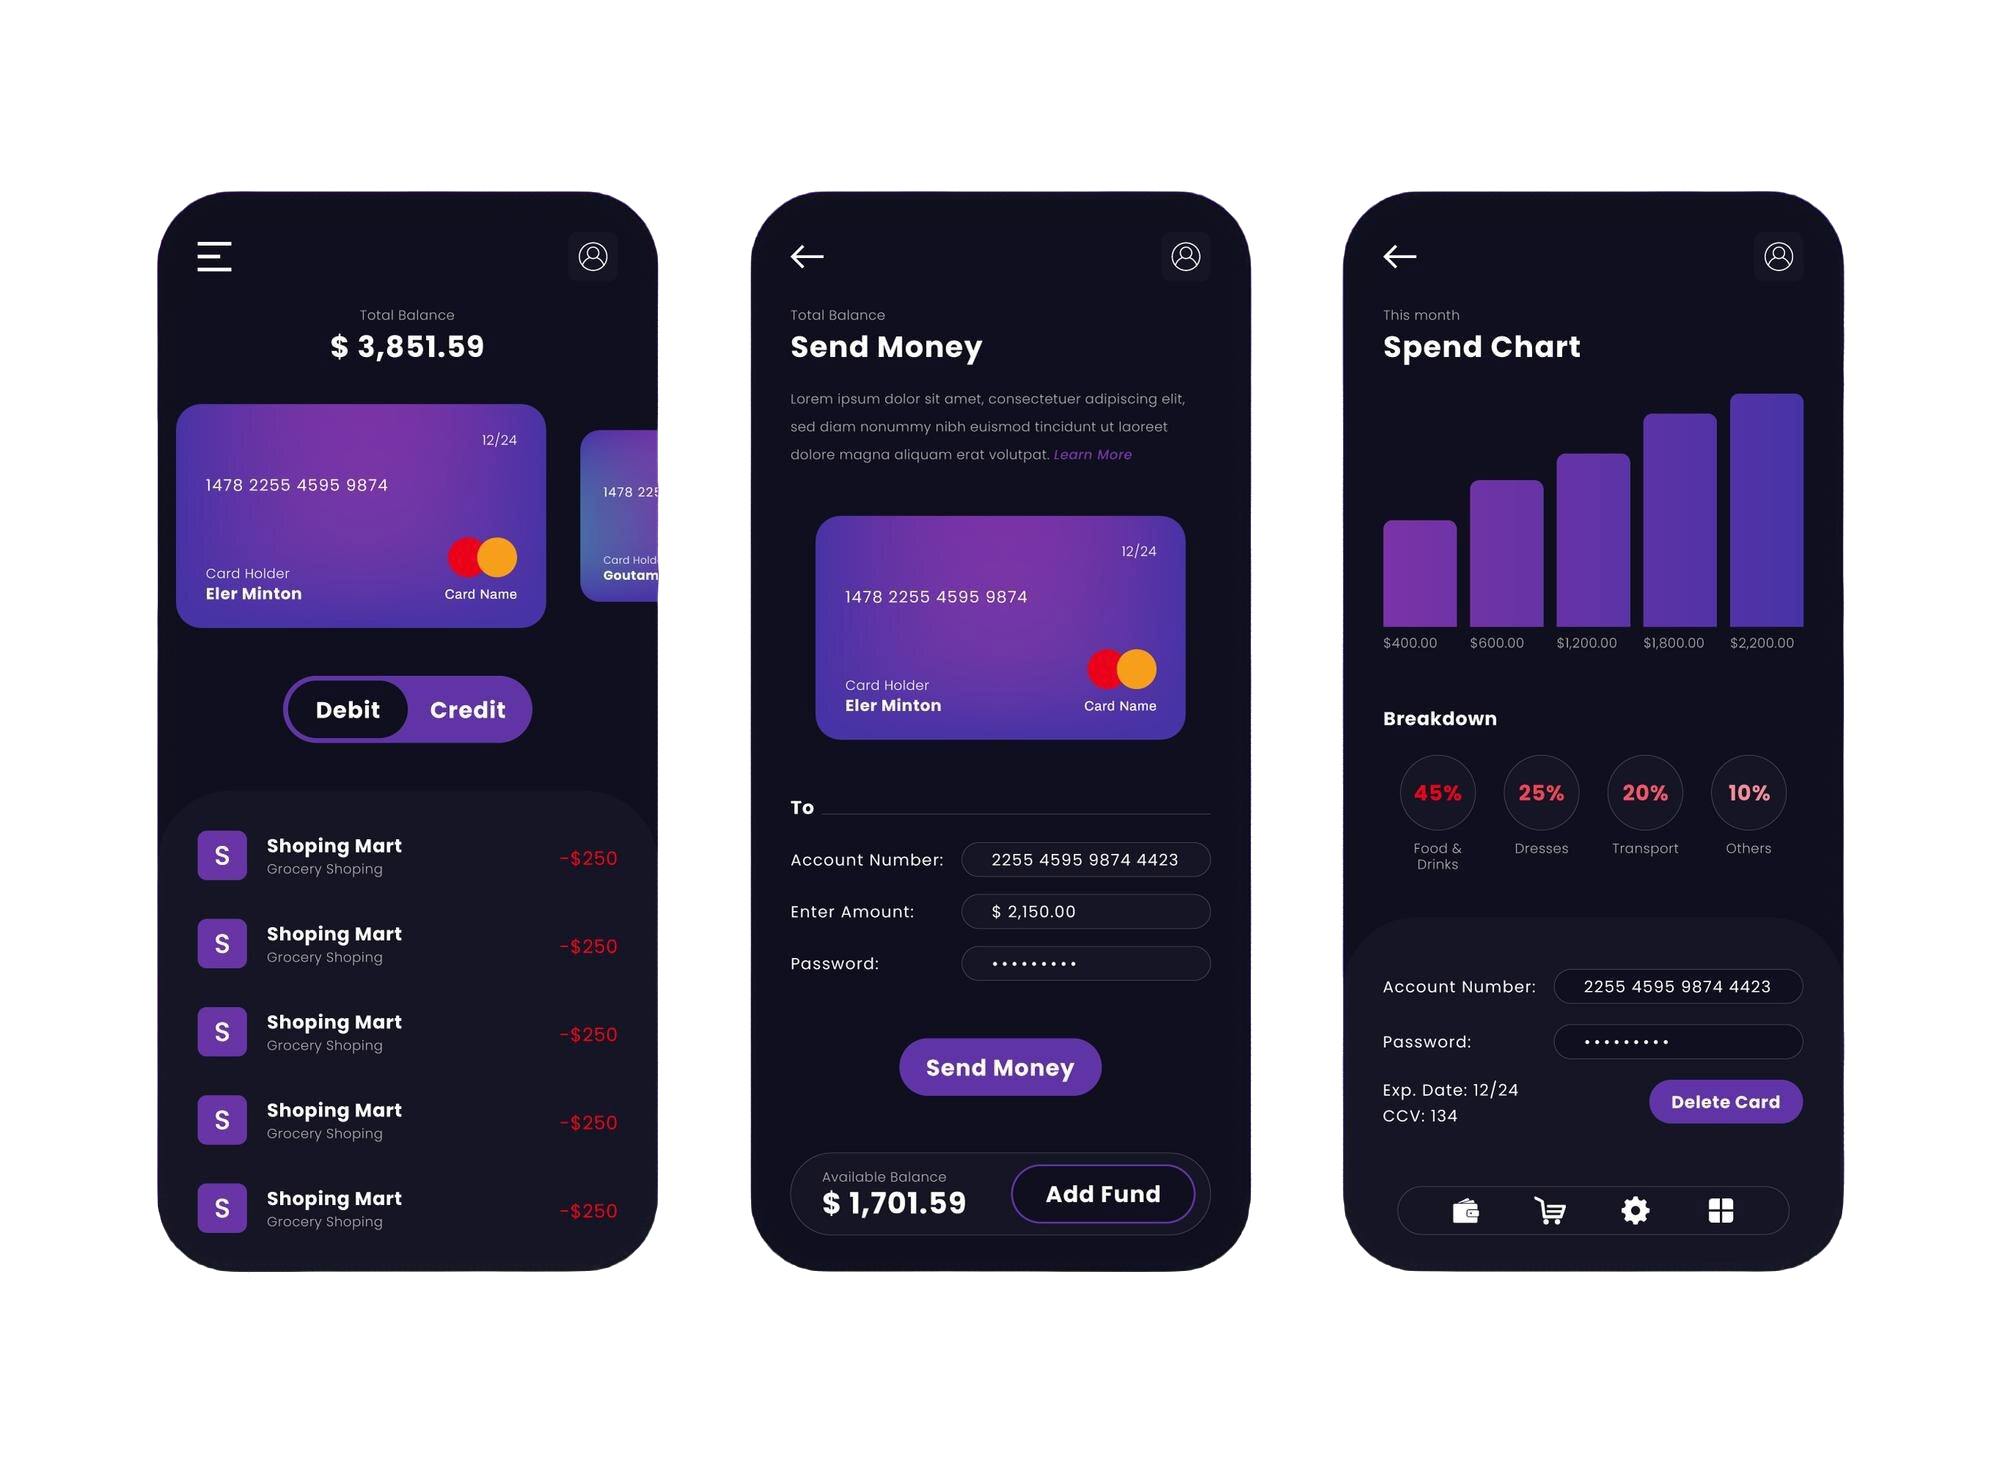 Total Balance
$ 3,851.59
12/24
1478 2255 4595 9874
Card Holder
Eler Minton
Card Name
1478 225
Card Hold
Goutam
Debit
Credit
S
Shoping Mart
Grocery Shoping
-$250
S
Shoping Mart
Grocery Shoping
-$250
S
Shoping Mart
Grocery Shoping
-$250
S
Shoping Mart
Grocery Shoping
-$250
S
Shoping Mart
Grocery Shoping
-$250
Total Balance
Send Money
Lorem ipsum dolor sit amet, consectetuer adipiscing elit,
sed diam nonummy nibh euismod tincidunt ut laoreet
dolore magna aliquam erat volutpat. Learn More
12/24
1478 2255 4595 9874
Card Holder
Eler Minton
Card Name
To
Account Number: 2255 4595 9874 4423
Enter Amount: $ 2,150.00
Password: •••••••••
Send Money
Available Balance
$ 1,701.59
Add Fund
This month
Spend Chart
$400.00 $600.00 $1,200.00 $1,800.00 $2,200.00
Breakdown
45% 25% 20% 10%
Food &
Drinks
Dresses
Transport
Others
Account Number: 2255 4595 9874 4423
Password: •••••••••
Exp. Date: 12/24
CCV: 134
Delete Card